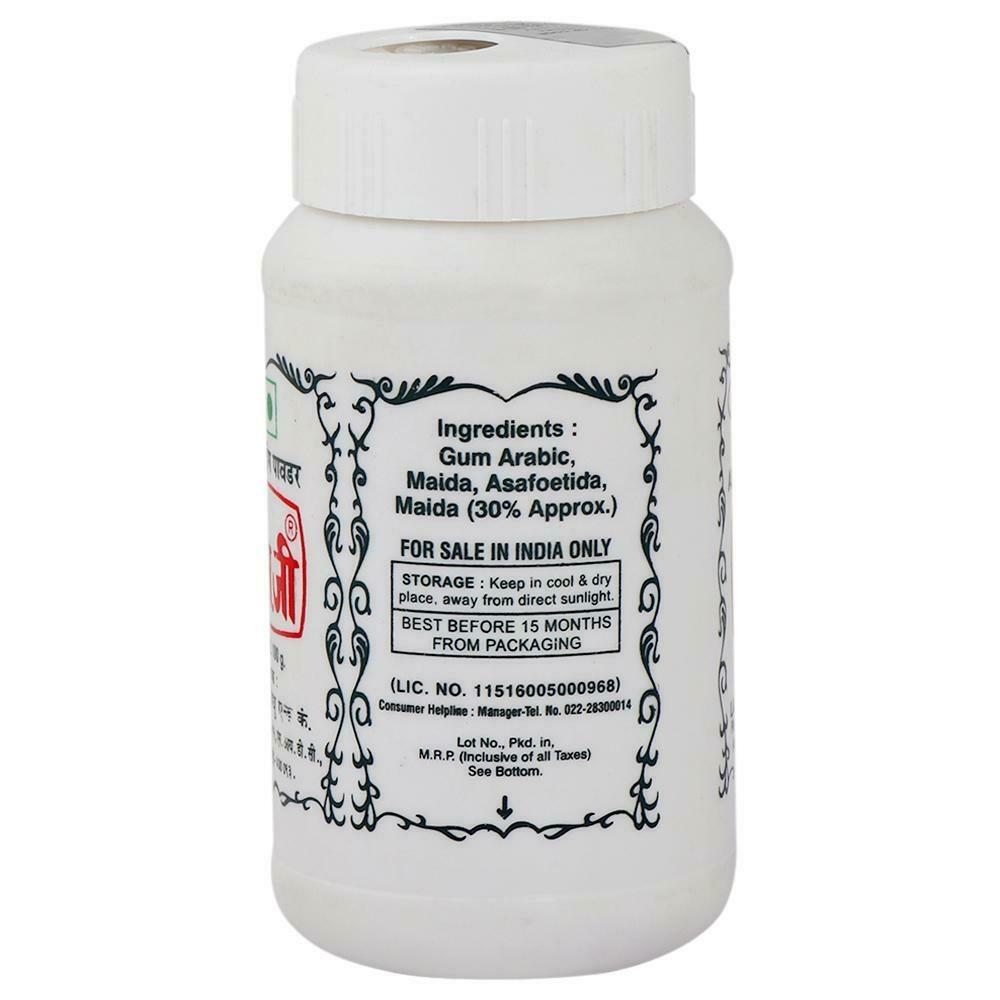 पावडर
®
जी
g.
के.
Ingredients :
Gum Arabic,
Maida, Asafoetida,
Maida (30% Approx.)
FOR SALE IN INDIA ONLY
STORAGE : Keep in cool & dry
place, away from direct sunlight.
BEST BEFORE 15 MONTHS
FROM PACKAGING
(LIC. NO. 11516005000968)
Consumer Helpline : Manager-Tel. No. 022-28300014
Lot No., Pkd. in,
M.R.P. (Inclusive of all Taxes)
See Bottom.